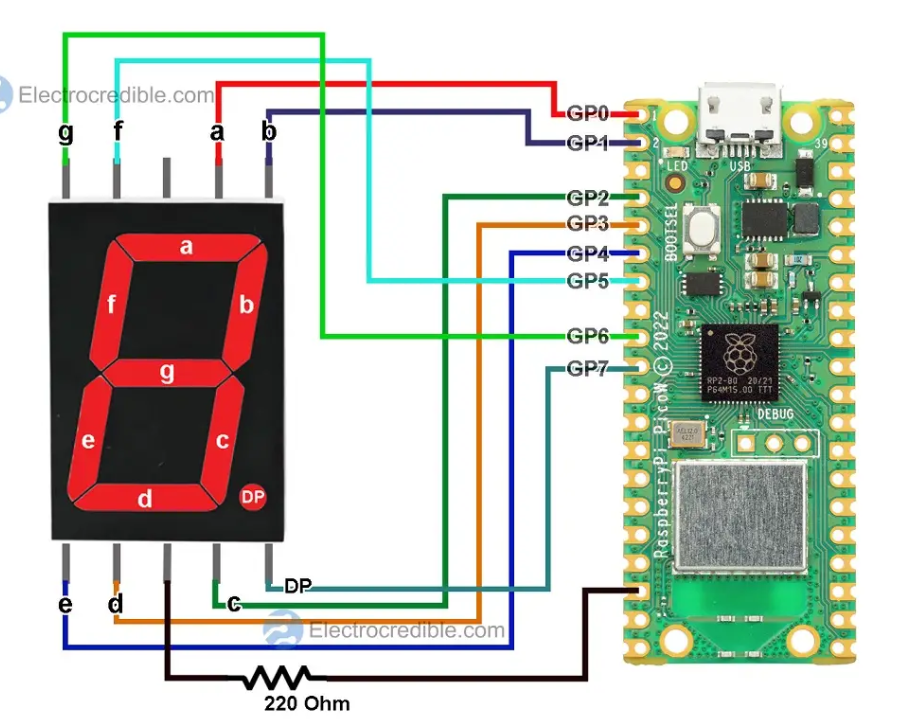 Electrocredible.com
g
f
a
b
GP0
GP1
GP2
GP3
GP4
GP5
GP6
GP7
1
2
39
LED
USB
BOOTSEL
Raspberry Pi Pico W © 2022
RP2-B0 20/21
P64M15.00 TTT
DEBUG
a
f
b
g
e
c
d
DP
e
d
c
DP
Electrocredible.com
220 Ohm